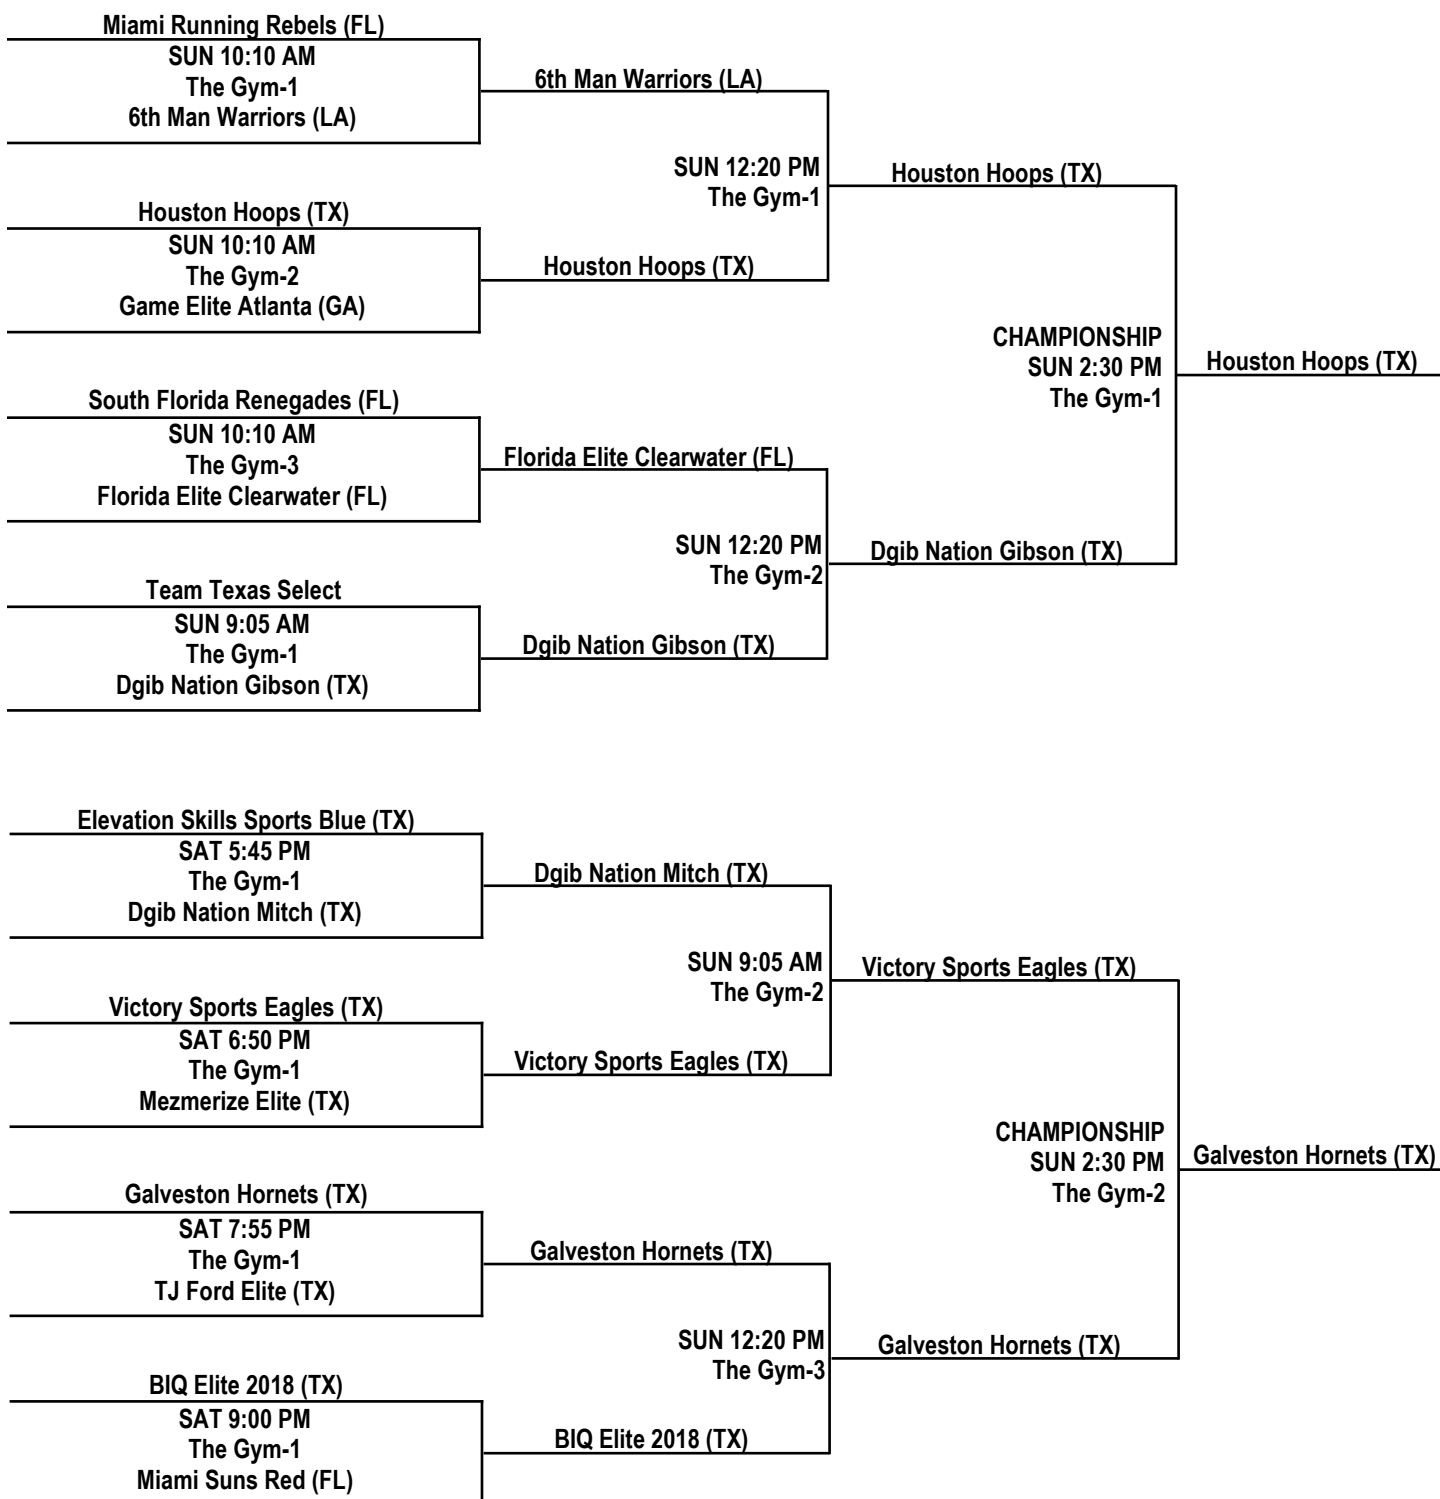 Miami Running Rebels (FL)
SUN 10:10 AM
The Gym-1
6th Man Warriors (LA)
6th Man Warriors (LA)
SUN 12:20 PM
The Gym-1
Houston Hoops (TX)
Houston Hoops (TX)
SUN 10:10 AM
The Gym-2
Game Elite Atlanta (GA)
Houston Hoops (TX)
CHAMPIONSHIP
SUN 2:30 PM
The Gym-1
Houston Hoops (TX)
South Florida Renegades (FL)
SUN 10:10 AM
The Gym-3
Florida Elite Clearwater (FL)
Florida Elite Clearwater (FL)
SUN 12:20 PM
The Gym-2
Dgib Nation Gibson (TX)
Team Texas Select
SUN 9:05 AM
The Gym-1
Dgib Nation Gibson (TX)
Dgib Nation Gibson (TX)
Elevation Skills Sports Blue (TX)
SAT 5:45 PM
The Gym-1
Dgib Nation Mitch (TX)
Dgib Nation Mitch (TX)
SUN 9:05 AM
The Gym-2
Victory Sports Eagles (TX)
Victory Sports Eagles (TX)
SAT 6:50 PM
The Gym-1
Mezmerize Elite (TX)
Victory Sports Eagles (TX)
CHAMPIONSHIP
SUN 2:30 PM
The Gym-2
Galveston Hornets (TX)
Galveston Hornets (TX)
SAT 7:55 PM
The Gym-1
TJ Ford Elite (TX)
Galveston Hornets (TX)
SUN 12:20 PM
The Gym-3
Galveston Hornets (TX)
BIQ Elite 2018 (TX)
SAT 9:00 PM
The Gym-1
Miami Suns Red (FL)
BIQ Elite 2018 (TX)